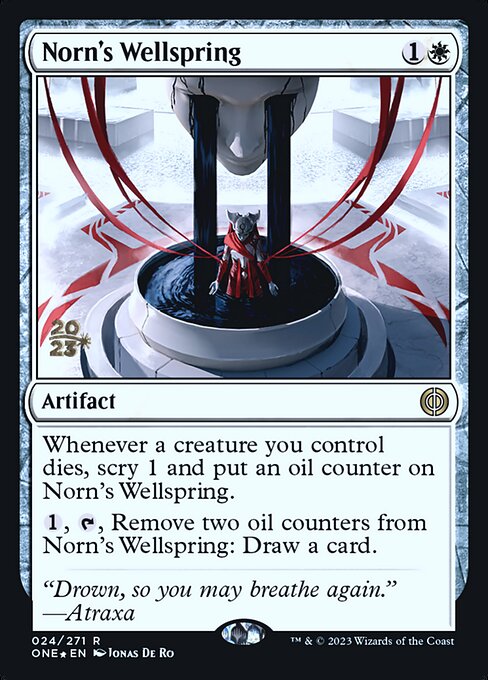 Norn's Wellspring 1
20
23
Artifact
Whenever a creature you control
dies, scry 1 and put an oil counter on
Norn's Wellspring.
1, , Remove two oil counters from
Norn's Wellspring: Draw a card.
“Drown, so you may breathe again.”
—Atraxa
024/271 R
ONE★EN Jonas De Ro
™ & © 2023 Wizards of the Coast